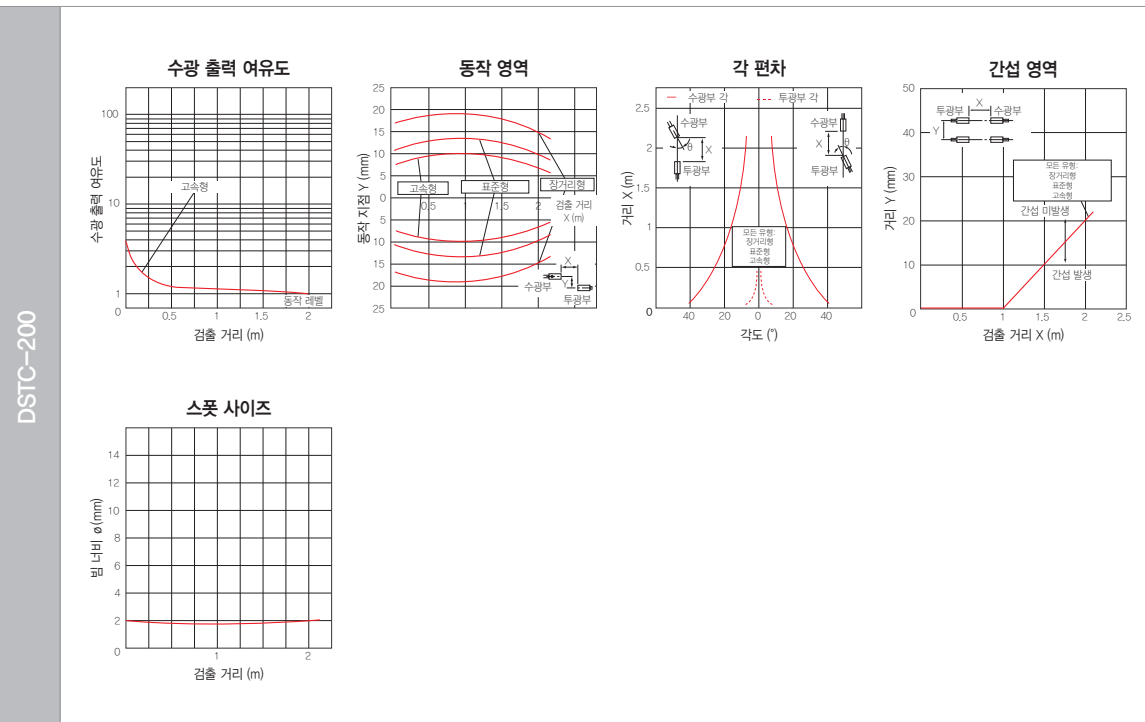 DSTC-200
수광 출력 여유도
수광 출력 여유도
100
10
1
0
0.5
1
1.5
2
고속형
동작 레벨
검출 거리 (m)
동작 영역
동작 지점 Y (mm)
25
20
15
10
5
0
5
10
15
20
25
고속형
표준형
장거리형
0.5
1
1.5
2
검출 거리
X (m)
X
Y
수광부
투광부
각 편차
수광부 각
투광부 각
거리 X (m)
2.5
2
1.5
1
0.5
0
수광부
θ
X
투광부
수광부
X
θ
투광부
모든 유형:
장거리형
표준형
고속형
40
20
0
20
40
각도 (°)
간섭 영역
거리 Y (mm)
50
40
30
20
10
0
투광부
X
수광부
Y
모든 유형:
장거리형
표준형
고속형
간섭 미발생
간섭 발생
0.5
1
1.5
2
2.5
검출 거리 X (m)
스폿 사이즈
빔 너비 ø (mm)
14
12
10
8
6
4
2
0
1
2
검출 거리 (m)